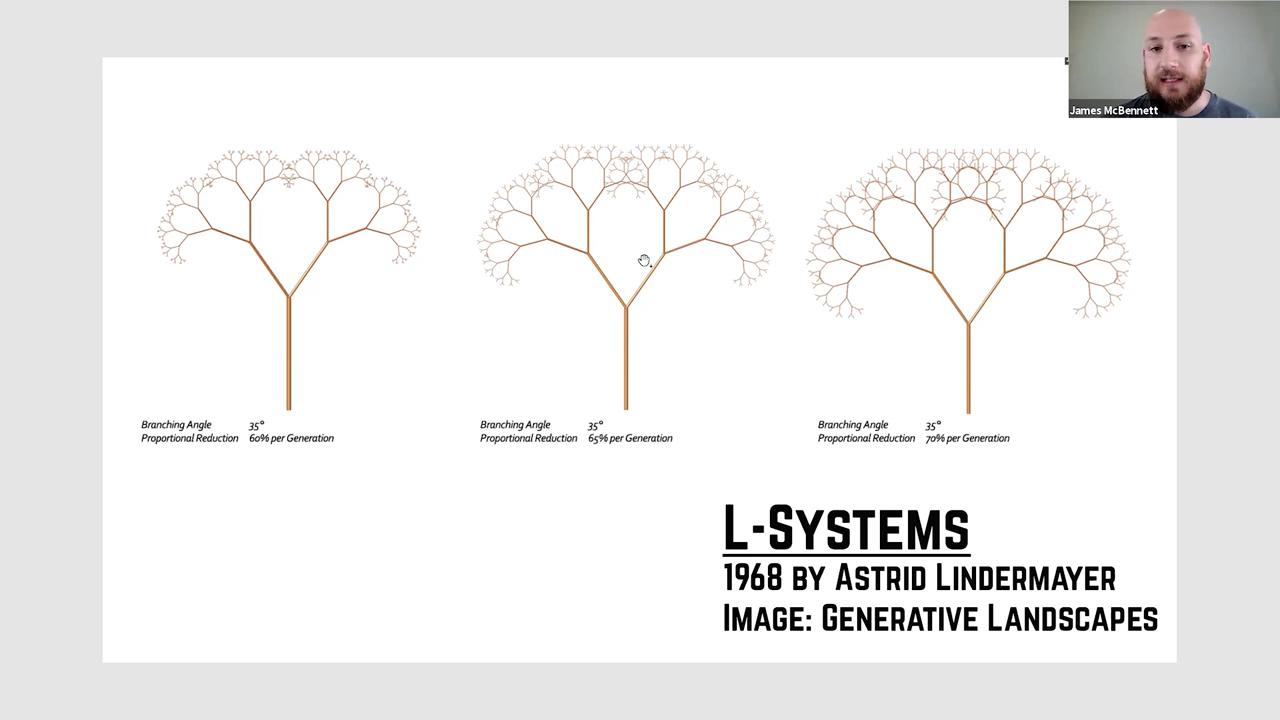 James McBennett
Branching Angle 35°
Proportional Reduction 60% per Generation
Branching Angle 35°
Proportional Reduction 65% per Generation
Branching Angle 35°
Proportional Reduction 70% per Generation
L-Systems
1968 by Astrid Lindermayer
Image: Generative Landscapes